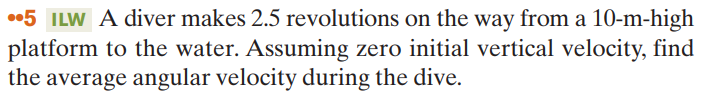 ••5 ILW A diver makes 2.5 revolutions on the way from a 10-m-high
platform to the water. Assuming zero initial vertical velocity, find
the average angular velocity during the dive.